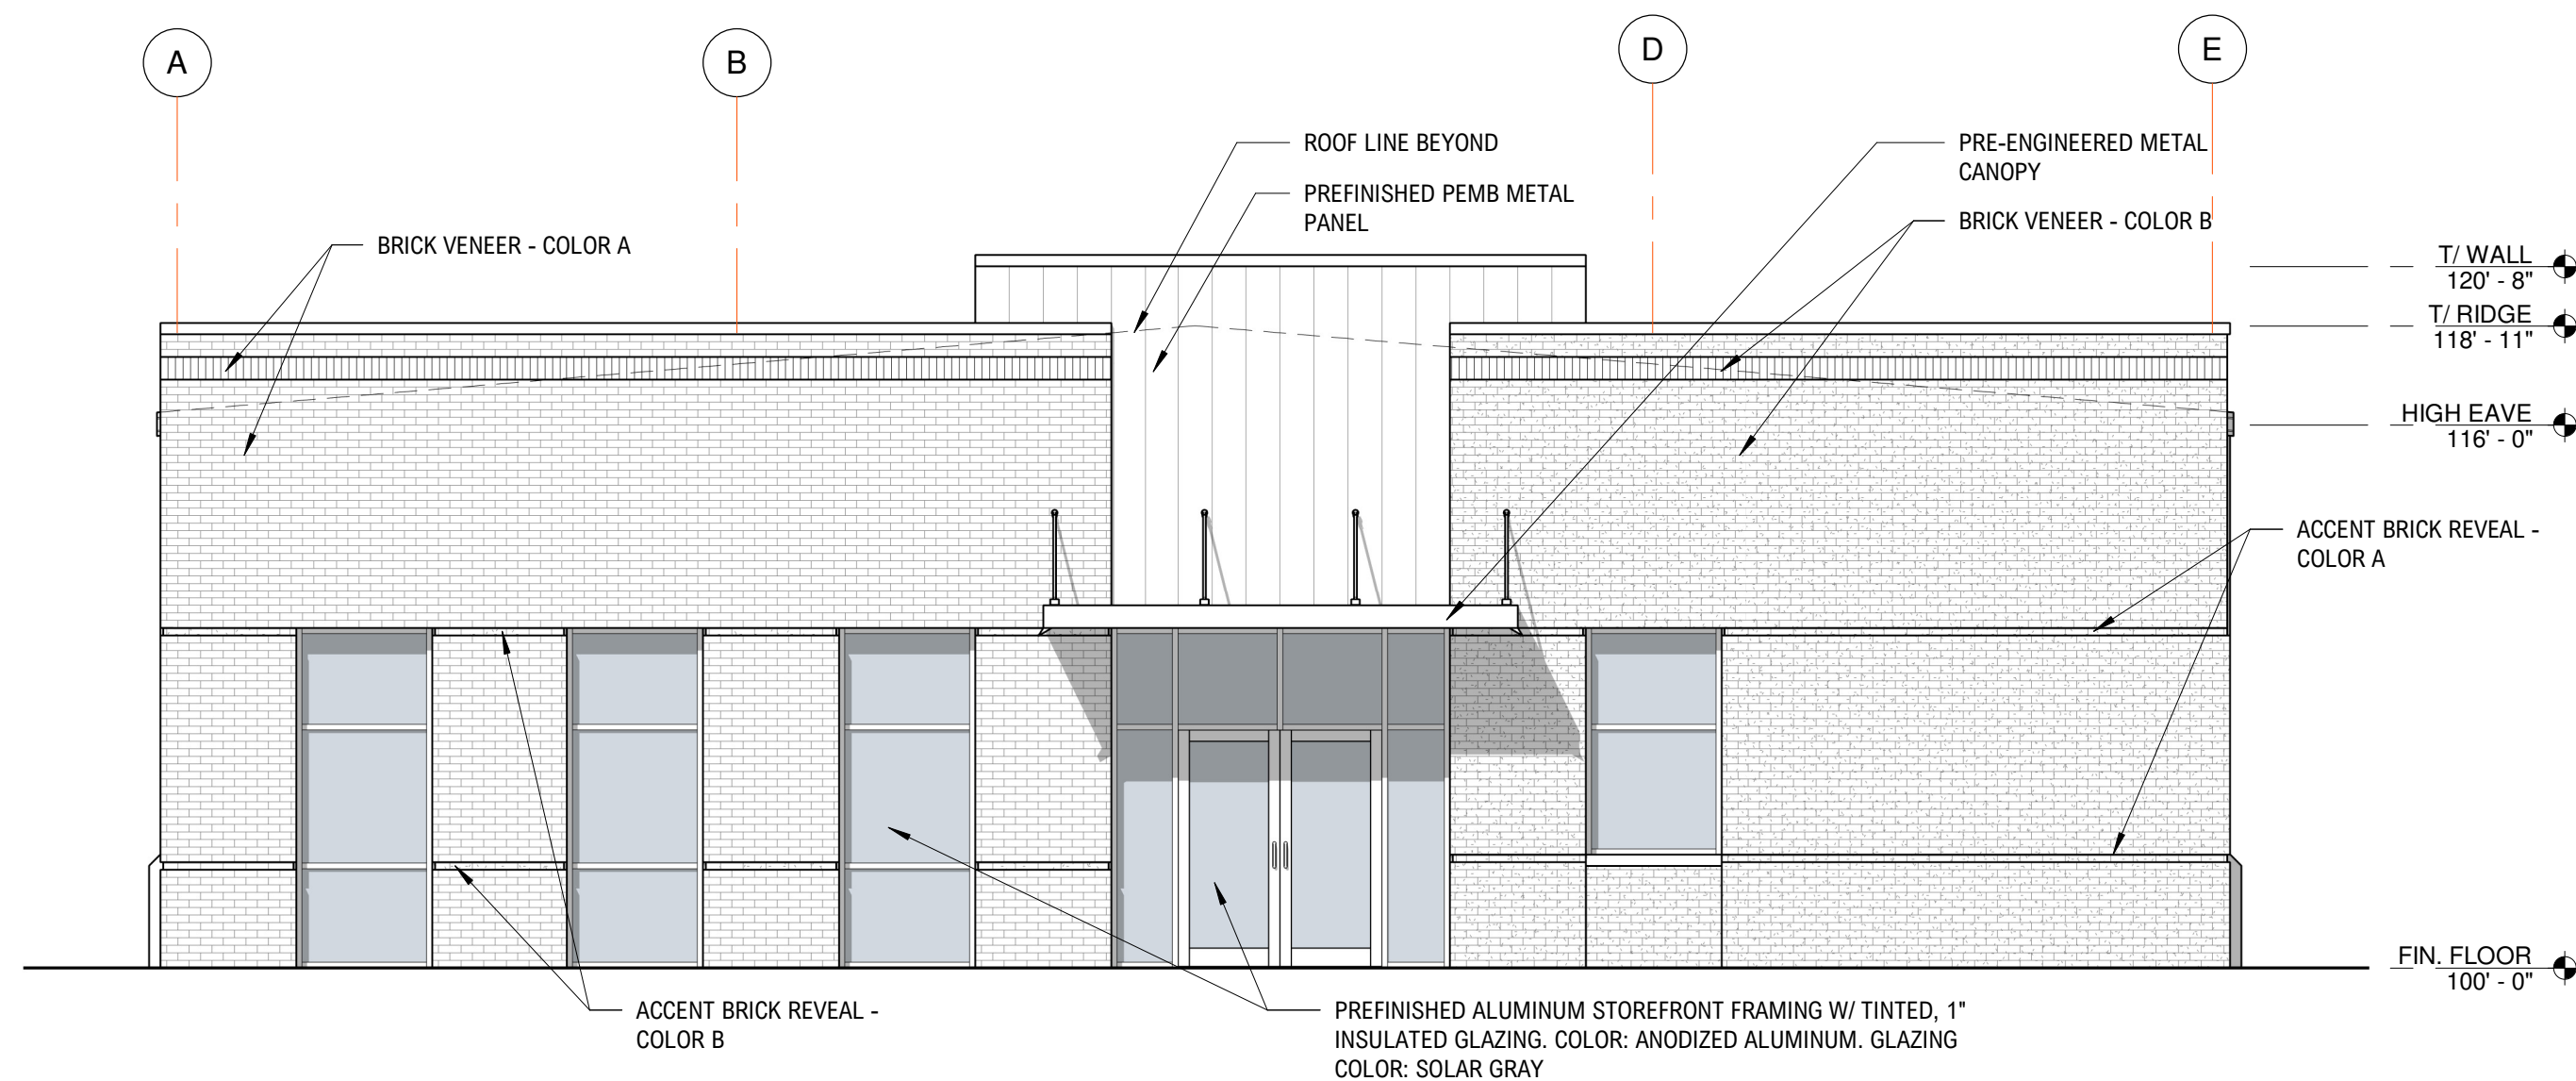 A
B
D
E
ROOF LINE BEYOND
PRE-ENGINEERED METAL
CANOPY
PREFINISHED PEMB METAL
PANEL
BRICK VENEER - COLOR B
BRICK VENEER - COLOR A
T/ WALL
120' - 8"
T/ RIDGE
118' - 11"
HIGH EAVE
116' - 0"
ACCENT BRICK REVEAL -
COLOR A
FIN. FLOOR
100' - 0"
ACCENT BRICK REVEAL -
COLOR B
PREFINISHED ALUMINUM STOREFRONT FRAMING W/ TINTED, 1"
INSULATED GLAZING. COLOR: ANODIZED ALUMINUM. GLAZING
COLOR: SOLAR GRAY